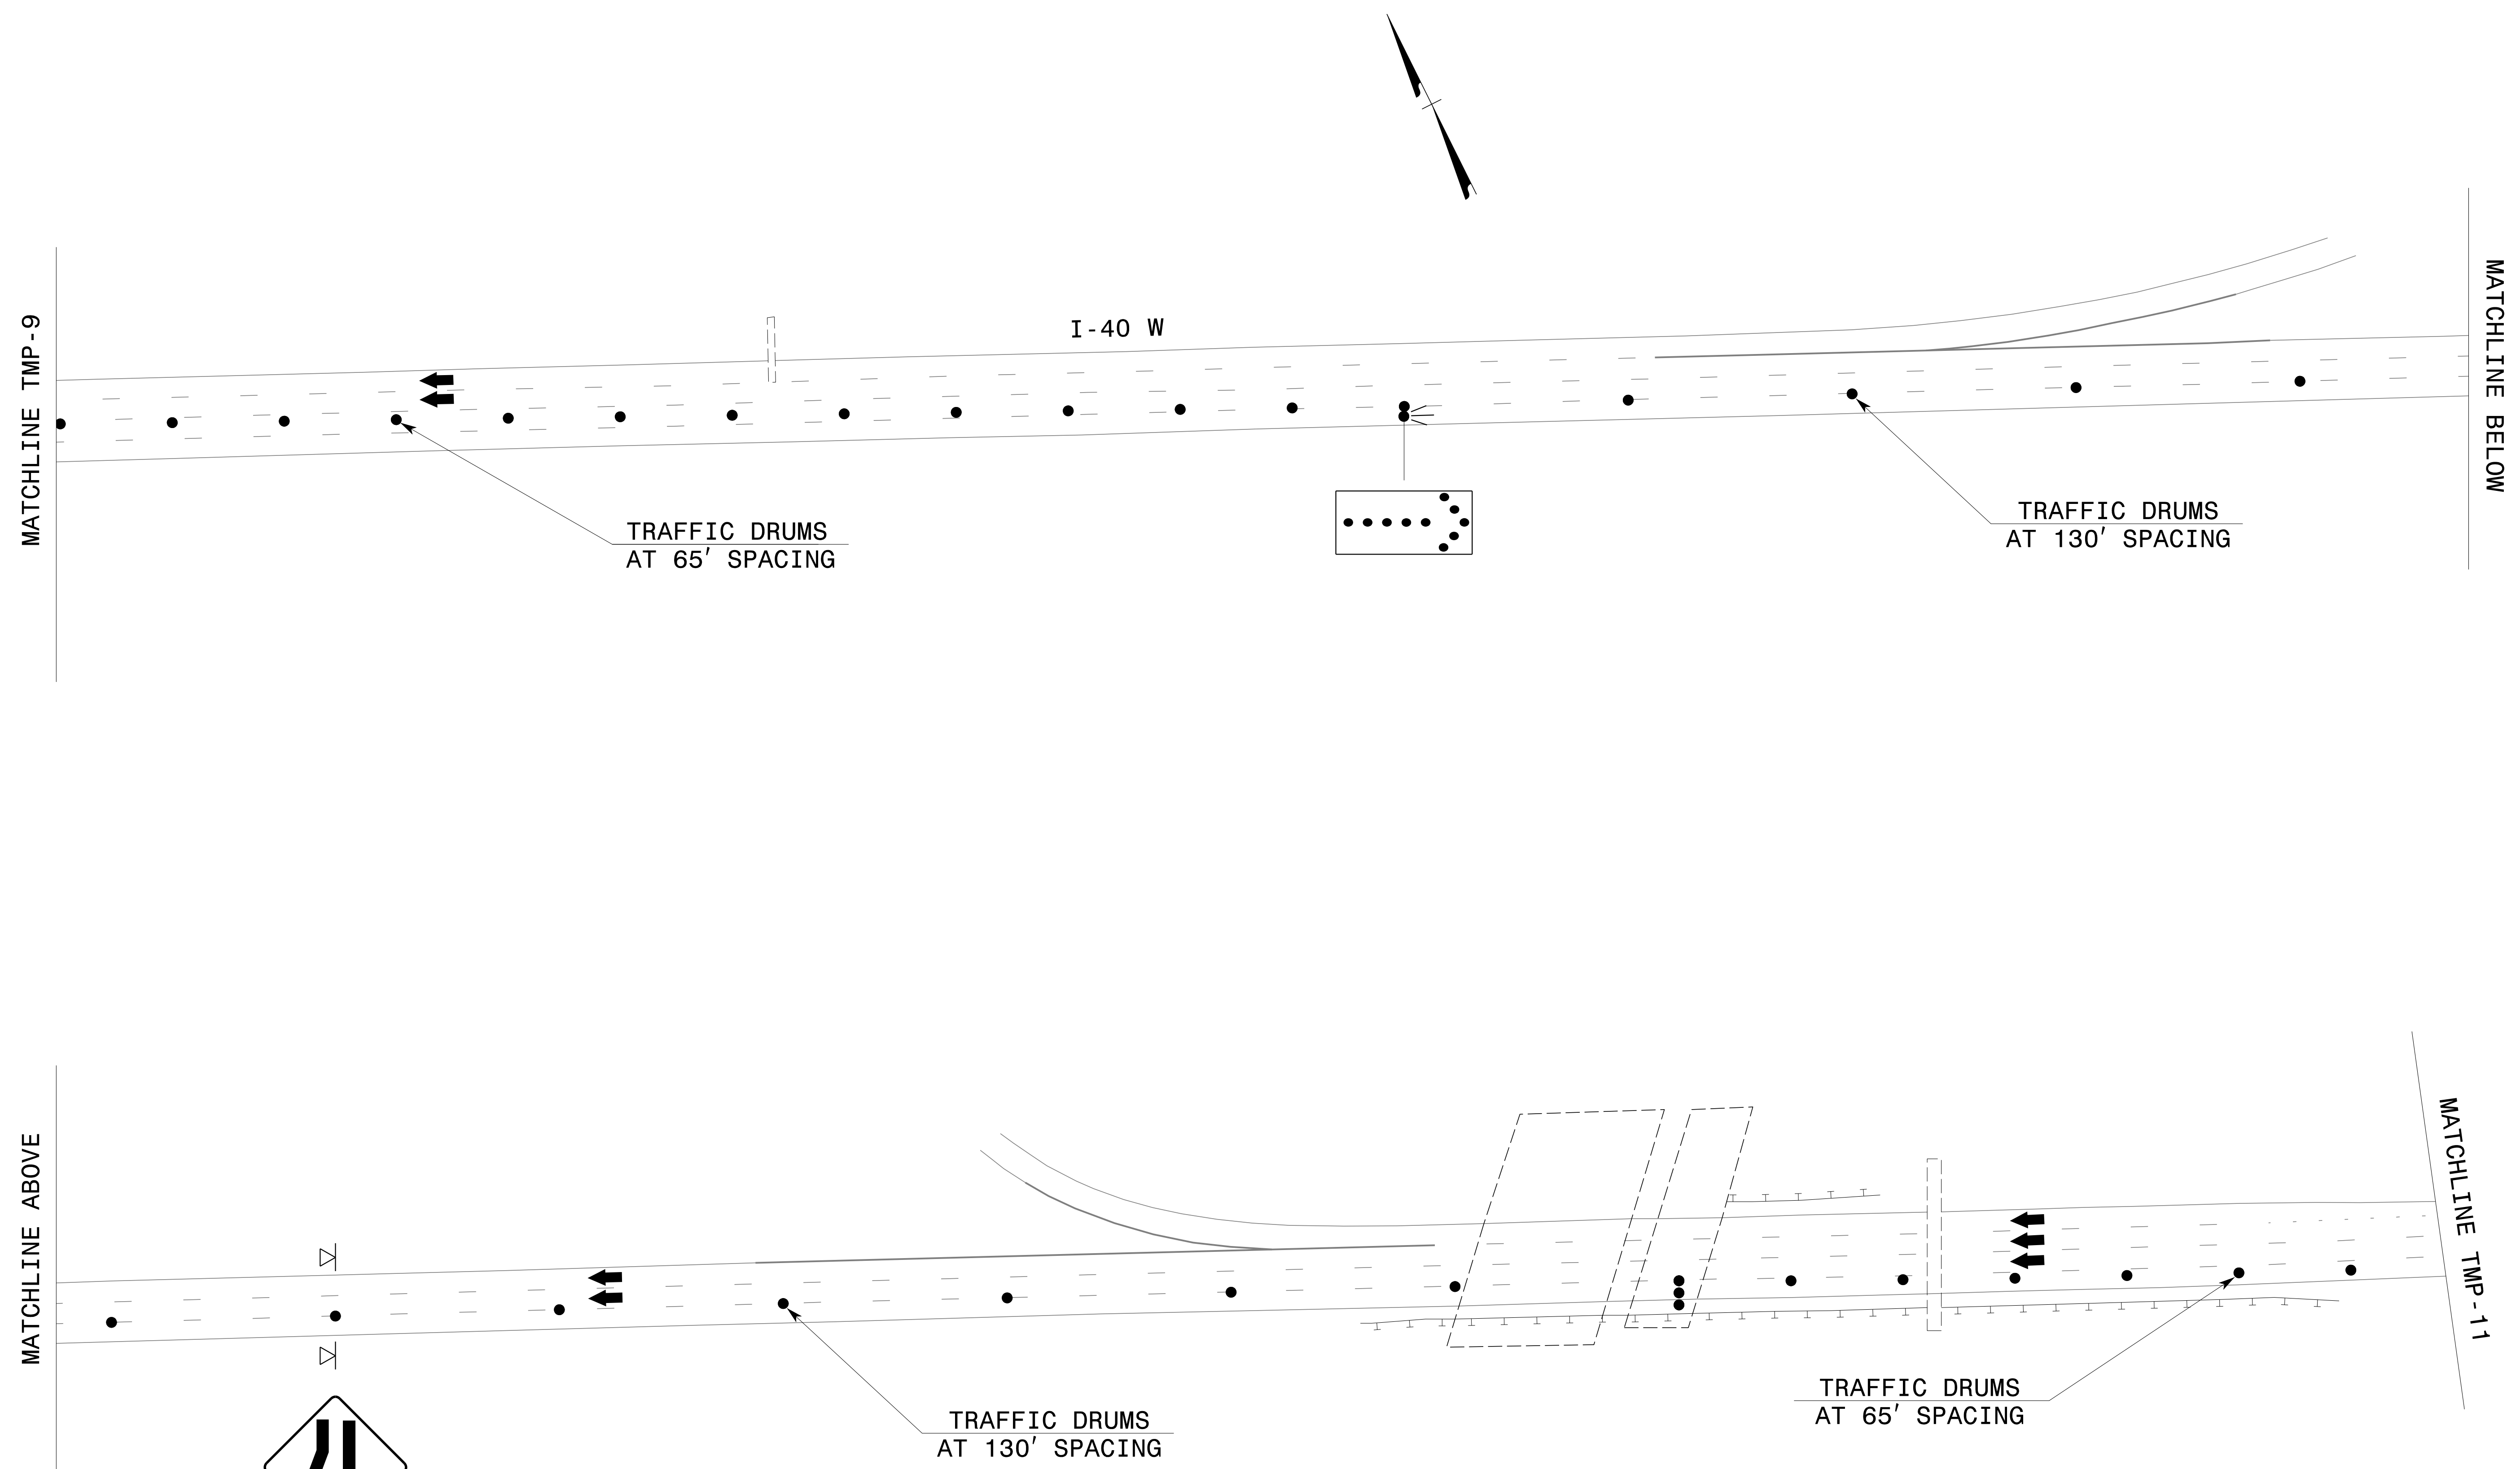 MATCHLINE TMP-9
I-40 W
MATCHLINE BELOW
TRAFFIC DRUMS
AT 65' SPACING
TRAFFIC DRUMS
AT 130' SPACING
MATCHLINE ABOVE
MATCHLINE TMP-11
TRAFFIC DRUMS
AT 130' SPACING
TRAFFIC DRUMS
AT 65' SPACING